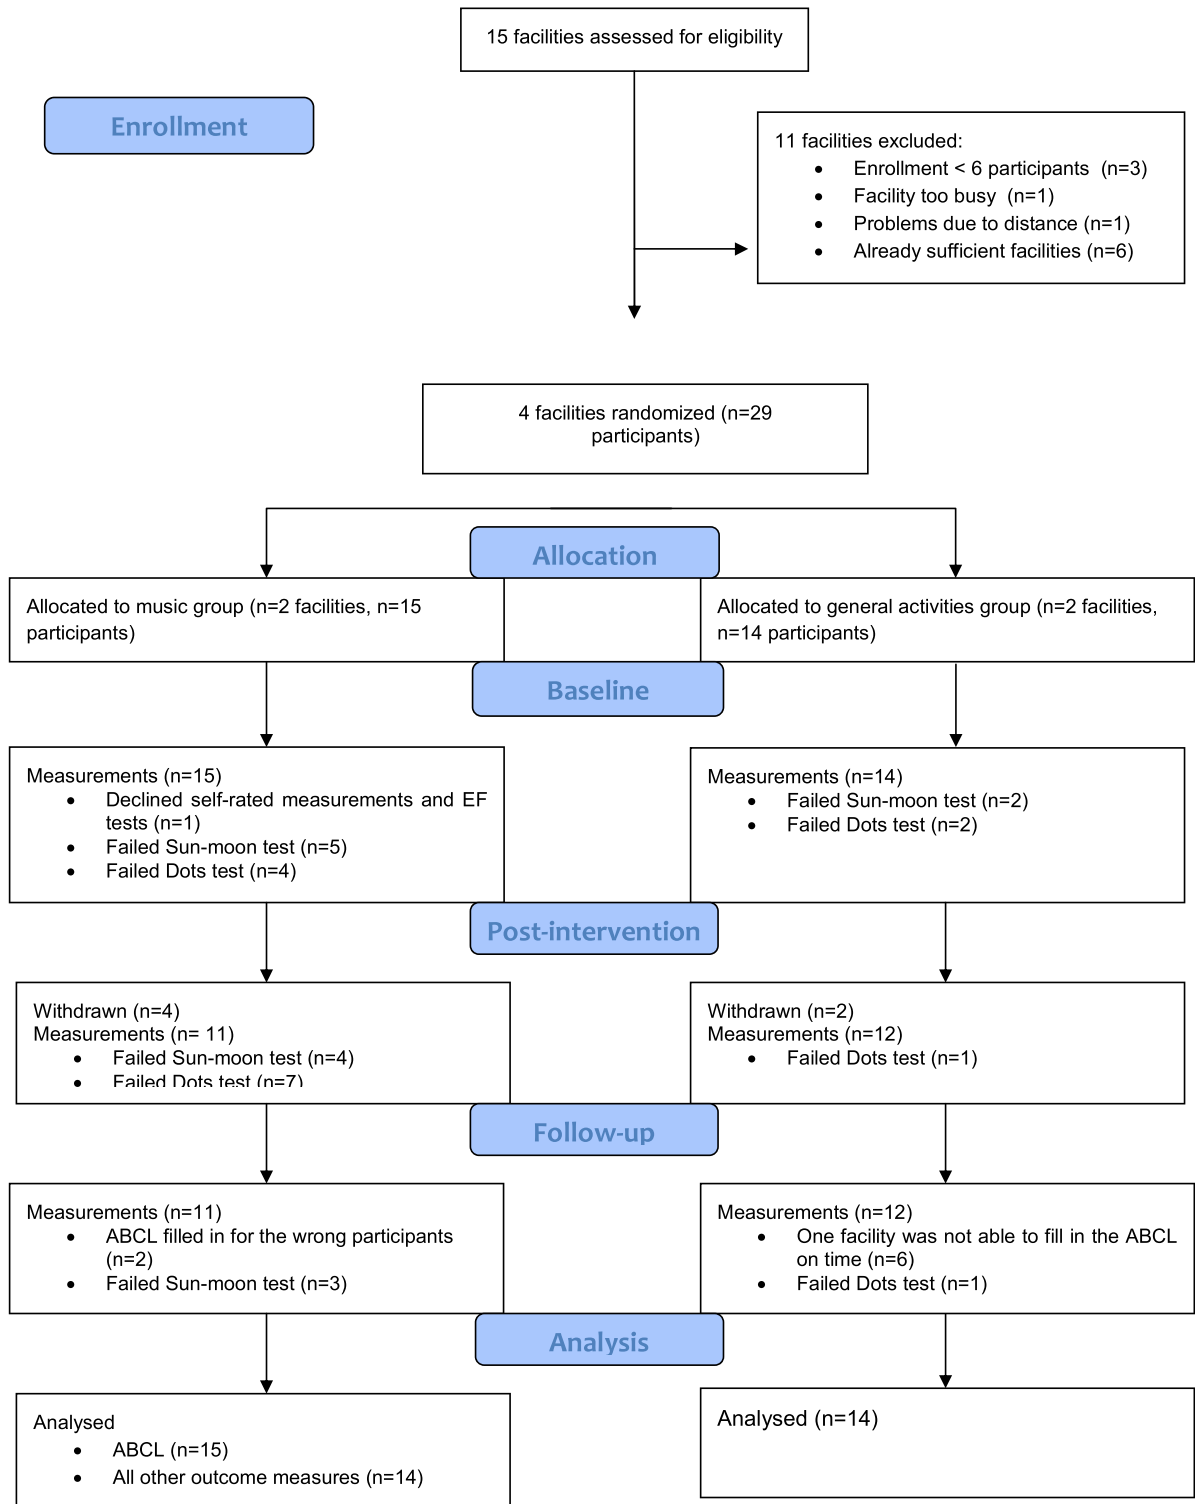 15 facilities assessed for eligibility
Enrollment
11 facilities excluded:
• Enrollment < 6 participants (n=3)
• Facility too busy (n=1)
• Problems due to distance (n=1)
• Already sufficient facilities (n=6)
4 facilities randomized (n=29
participants)
Allocation
Allocated to music group (n=2 facilities, n=15
participants)
Allocated to general activities group (n=2 facilities,
n=14 participants)
Baseline
Measurements (n=15)
• Declined self-rated measurements and EF
tests (n=1)
• Failed Sun-moon test (n=5)
• Failed Dots test (n=4)
Measurements (n=14)
• Failed Sun-moon test (n=2)
• Failed Dots test (n=2)
Post-intervention
Withdrawn (n=4)
Measurements (n= 11)
• Failed Sun-moon test (n=4)
• Failed Dots test (n=7)
Withdrawn (n=2)
Measurements (n=12)
• Failed Dots test (n=1)
Follow-up
Measurements (n=11)
• ABCL filled in for the wrong participants
(n=2)
• Failed Sun-moon test (n=3)
Measurements (n=12)
• One facility was not able to fill in the ABCL
on time (n=6)
• Failed Dots test (n=1)
Analysis
Analysed
• ABCL (n=15)
• All other outcome measures (n=14)
Analysed (n=14)